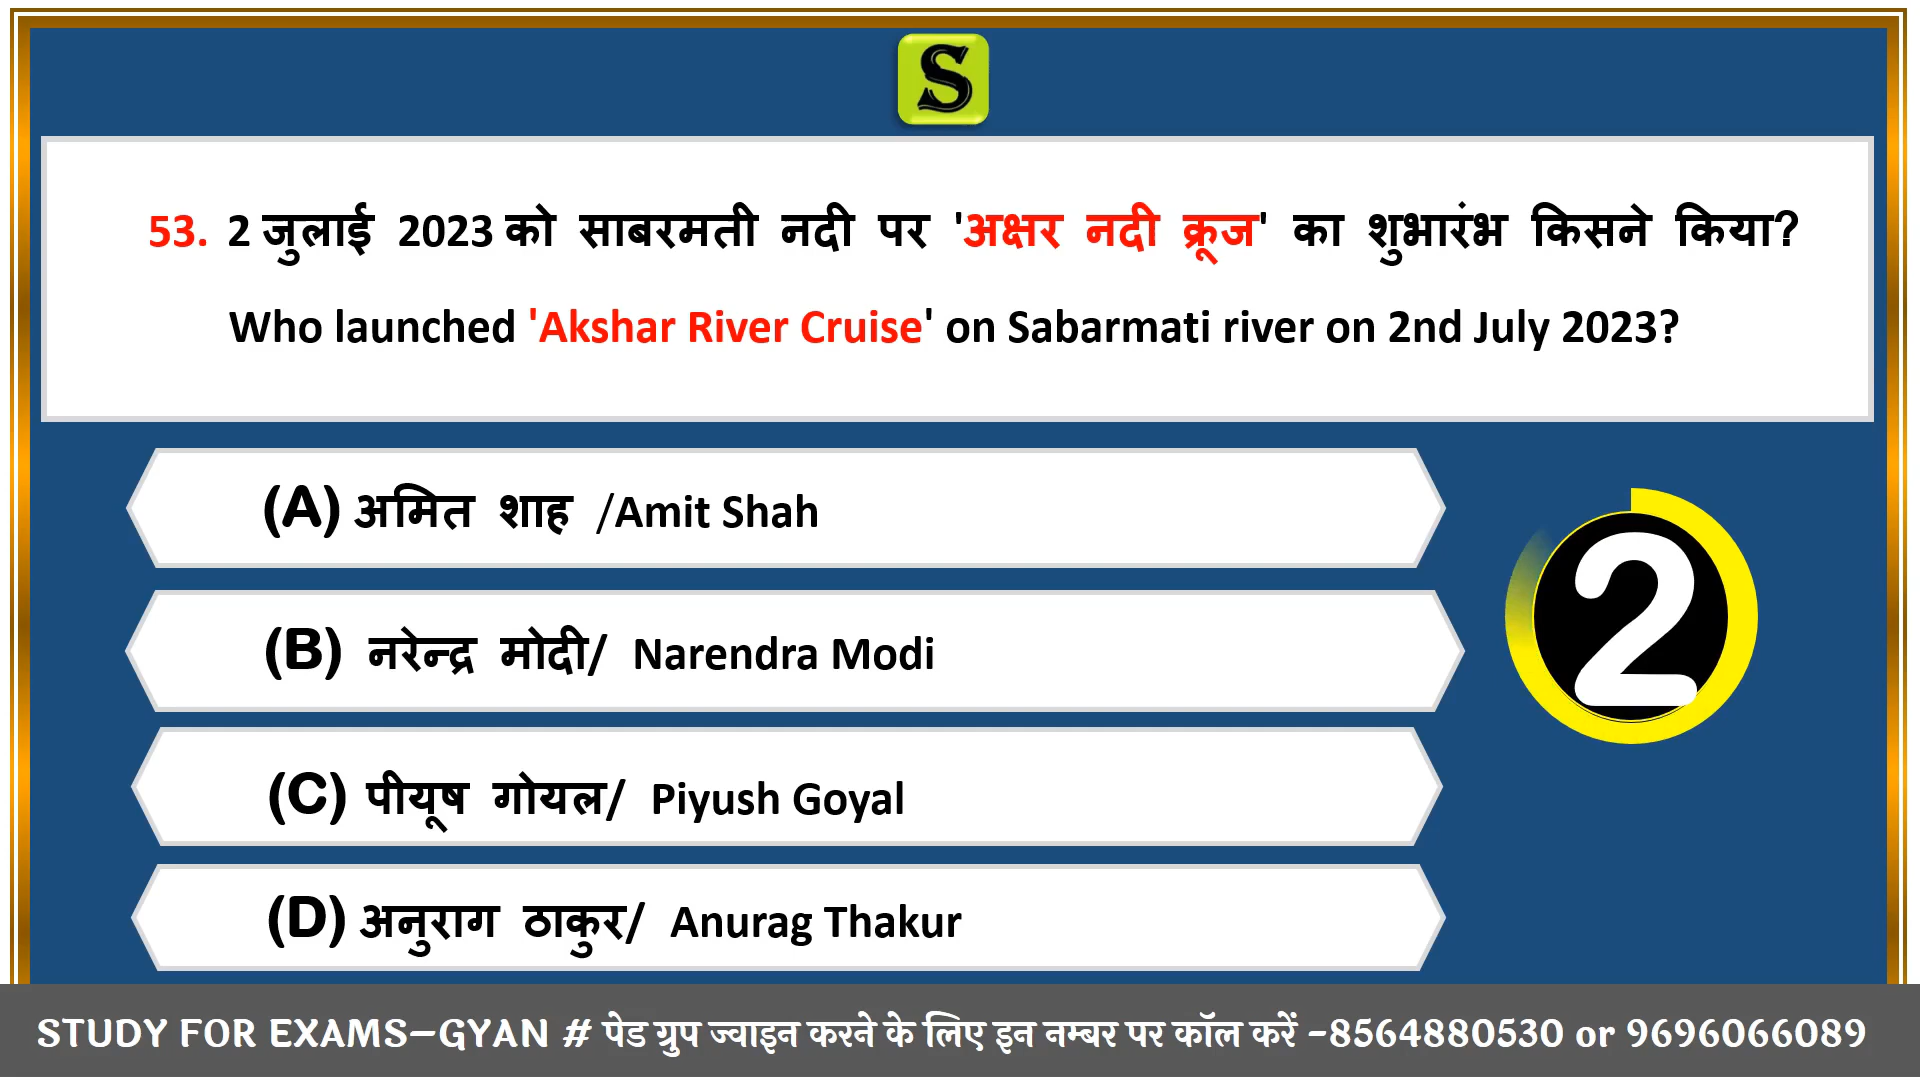 S
53. 2 जुलाई 2023 को साबरमती नदी पर 'अक्षर नदी क्रूज' का शुभारंभ किसने किया?
Who launched 'Akshar River Cruise' on Sabarmati river on 2nd July 2023?
(A) अमित शाह /Amit Shah
(B) नरेन्द्र मोदी/ Narendra Modi
2
(C) पीयूष गोयल/ Piyush Goyal
(D) अनुराग ठाकुर/ Anurag Thakur
STUDY FOR EXAMS–GYAN # पेड ग्रुप ज्वाइन करने के लिए इन नम्बर पर कॉल करें -8564880530 or 9696066089